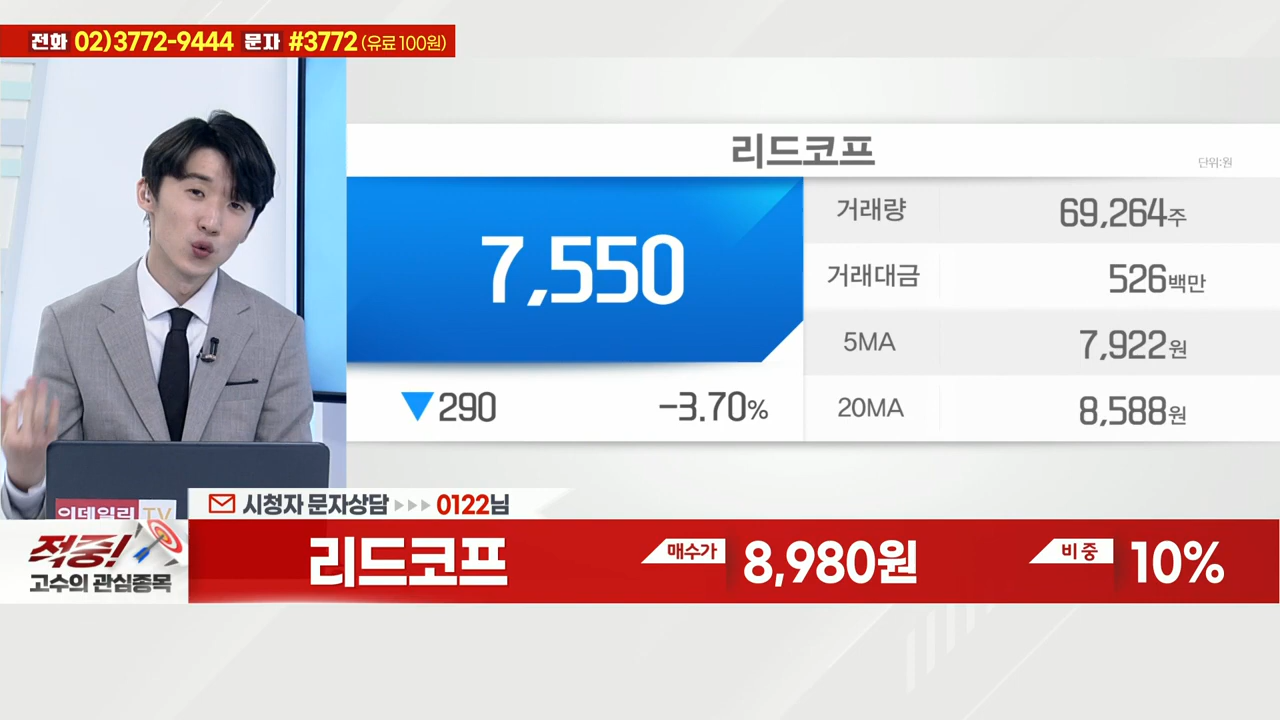 전화 02)3772-9444 문자 #3772 (유료 100원)
리드코프
단위:원
7,550
▼290 -3.70%
거래량 69,264주
거래대금 526백만
5MA 7,922원
20MA 8,588원
이데일리 TV
시청자 문자상담 ▶▶▶ 0122님
적중!
고수의 관심종목
리드코프 매수가 8,980원 비중 10%